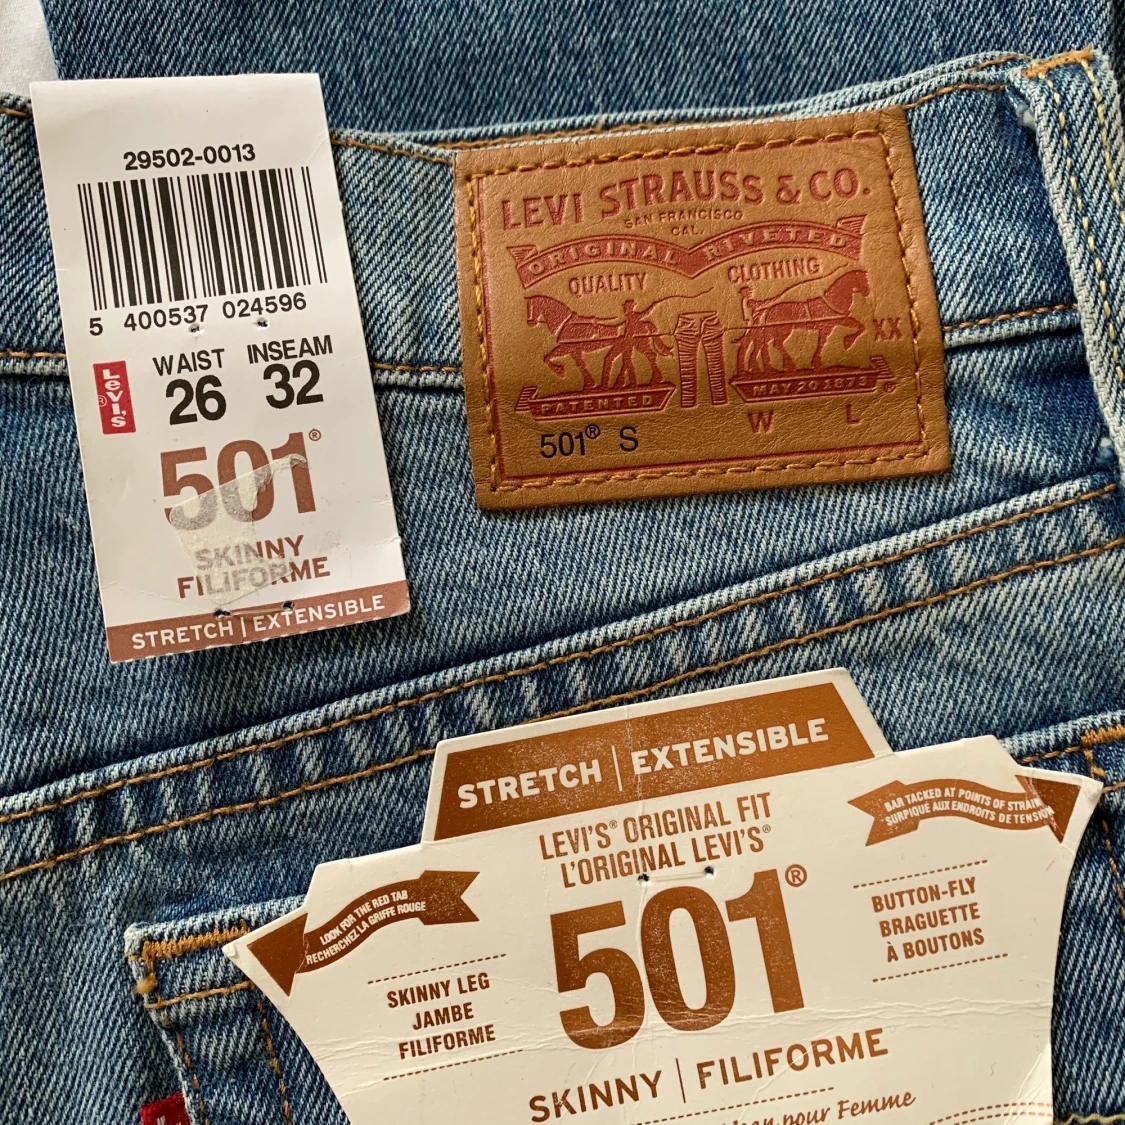 29502-0013
5 400537 024596
WAIST INSEAM
26 32
Levi's ®
501®
SKINNY
FILIFORME
STRETCH | EXTENSIBLE
LEVI STRAUSS & CO.
SAN FRANCISCO
CAL.
ORIGINAL RIVETED
QUALITY CLOTHING
XX
PATENTED MAY 20 1873 ®
W L
501® S
STRETCH | EXTENSIBLE
LEVI'S® ORIGINAL FIT
L'ORIGINAL LEVI'S®
501®
BAR TACKED AT POINTS OF STRAIN
SURPIQUÉ AUX ENDROITS DE TENSION
LOOK FOR THE RED TAB
RECHERCHEZ LA GRIFFE ROUGE
BUTTON-FLY
BRAGUETTE
À BOUTONS
SKINNY LEG
JAMBE
FILIFORME
SKINNY | FILIFORME
pour Femme